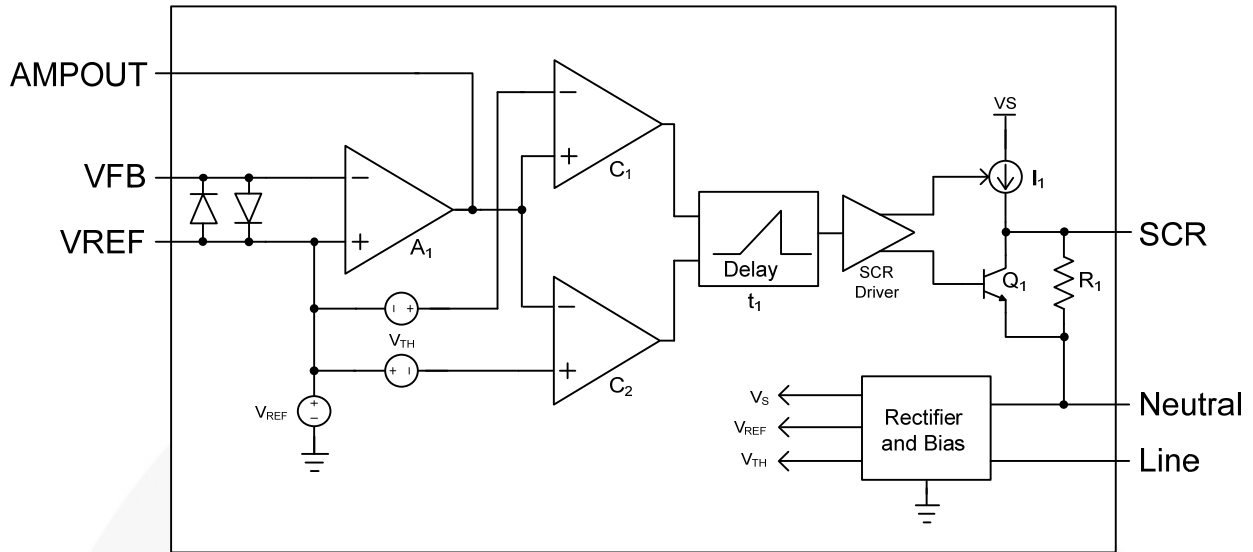 AMPOUT
VFB
VREF
−
+
A1
− +
VTH
+ −
VREF
+
−
−
+
C1
−
+
C2
Delay
t1
SCR
Driver
VS
I1
Q1
R1
SCR
Neutral
Line
VS
VREF
VTH
Rectifier
and Bias